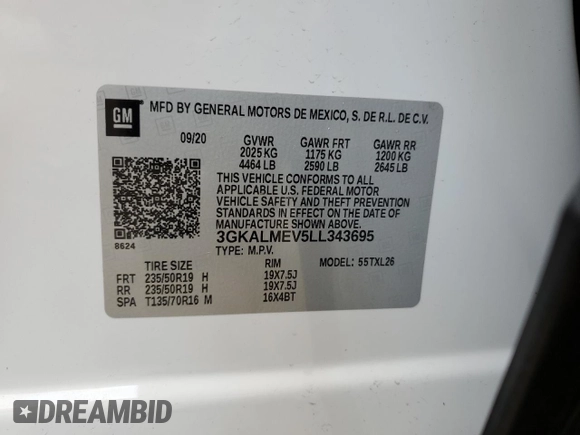 GM
MFD BY GENERAL MOTORS DE MEXICO, S. DE R.L. DE C.V.
09/20 GVWR GAWR FRT GAWR RR
2025 KG 1175 KG 1200 KG
4464 LB 2590 LB 2645 LB
THIS VEHICLE CONFORMS TO ALL
APPLICABLE U.S. FEDERAL MOTOR
VEHICLE SAFETY AND THEFT PREVENTION
STANDARDS IN EFFECT ON THE DATE OF
MANUFACTURE SHOWN ABOVE.
8624
3GKALMEV5LL343695
TYPE: M.P.V.
TIRE SIZE RIM 55TXL26
FRT 235/50R19 H 19X7.5J
RR 235/50R19 H 19X7.5J
SPA T135/70R16 M 16X4BT
DREAMBID